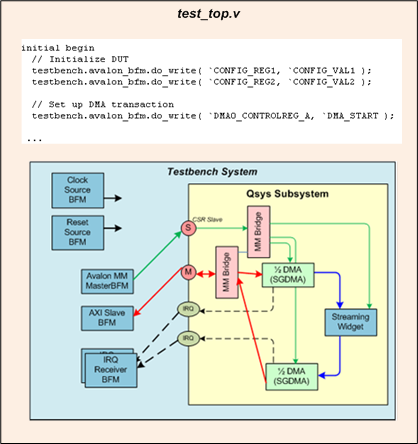 test_top.v
initial begin
// Initialize DUT
testbench.avalon_bfm.do_write( `CONFIG_REG1, `CONFIG_VAL1 );
testbench.avalon_bfm.do_write( `CONFIG_REG2, `CONFIG_VAL2 );
// Set up DMA transaction
testbench.avalon_bfm.do_write( `DMA0_CONTROLREG_A, `DMA_START );
...
Testbench System
Qsys Subsystem
Clock
Source
BFM
Reset
Source
BFM
Avalon MM
MasterBFM
AXI Slave
BFM
IRQ
IRQ
Receiver
BFM
S
CSR Slave
M
IRQ
IRQ
MM Bridge
MM Bridge
½ DMA
(SGDMA)
½ DMA
(SGDMA)
Streaming
Widget